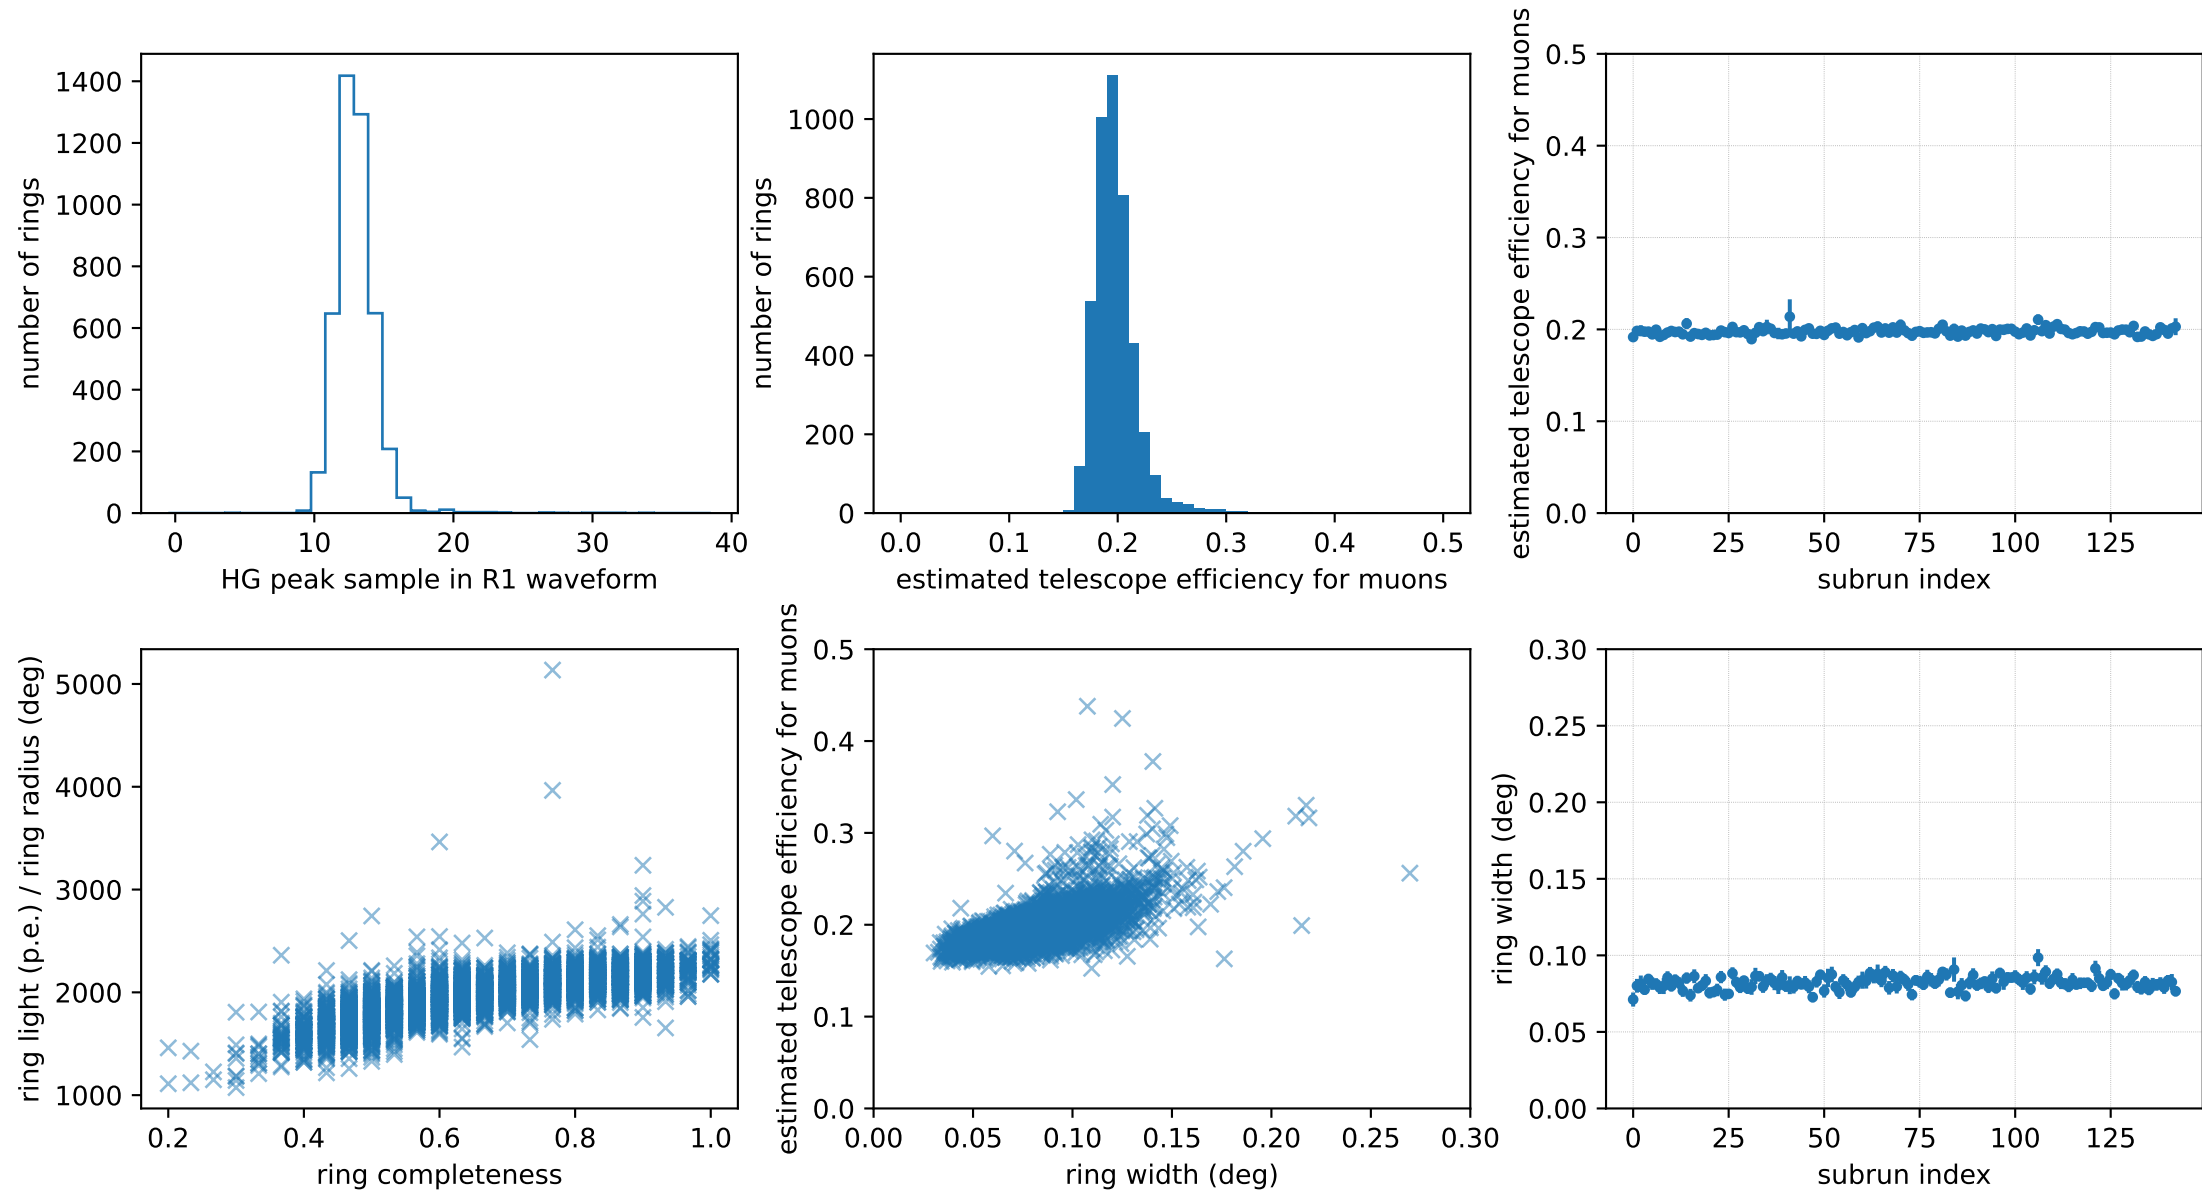 number of rings
1400
1200
1000
800
600
400
200
0
0 10 20 30 40
HG peak sample in R1 waveform
number of rings
1000
800
600
400
200
0
0.0 0.1 0.2 0.3 0.4 0.5
estimated telescope efficiency for muons
estimated telescope efficiency for muons
0.5
0.4
0.3
0.2
0.1
0.0
0 25 50 75 100 125
subrun index
ring light (p.e.) / ring radius (deg)
5000
4000
3000
2000
1000
0.2 0.4 0.6 0.8 1.0
ring completeness
estimated telescope efficiency for muons
0.5
0.4
0.3
0.2
0.1
0.0
0.00 0.05 0.10 0.15 0.20 0.25 0.30
ring width (deg)
ring width (deg)
0.30
0.25
0.20
0.15
0.10
0.05
0.00
0 25 50 75 100 125
subrun index